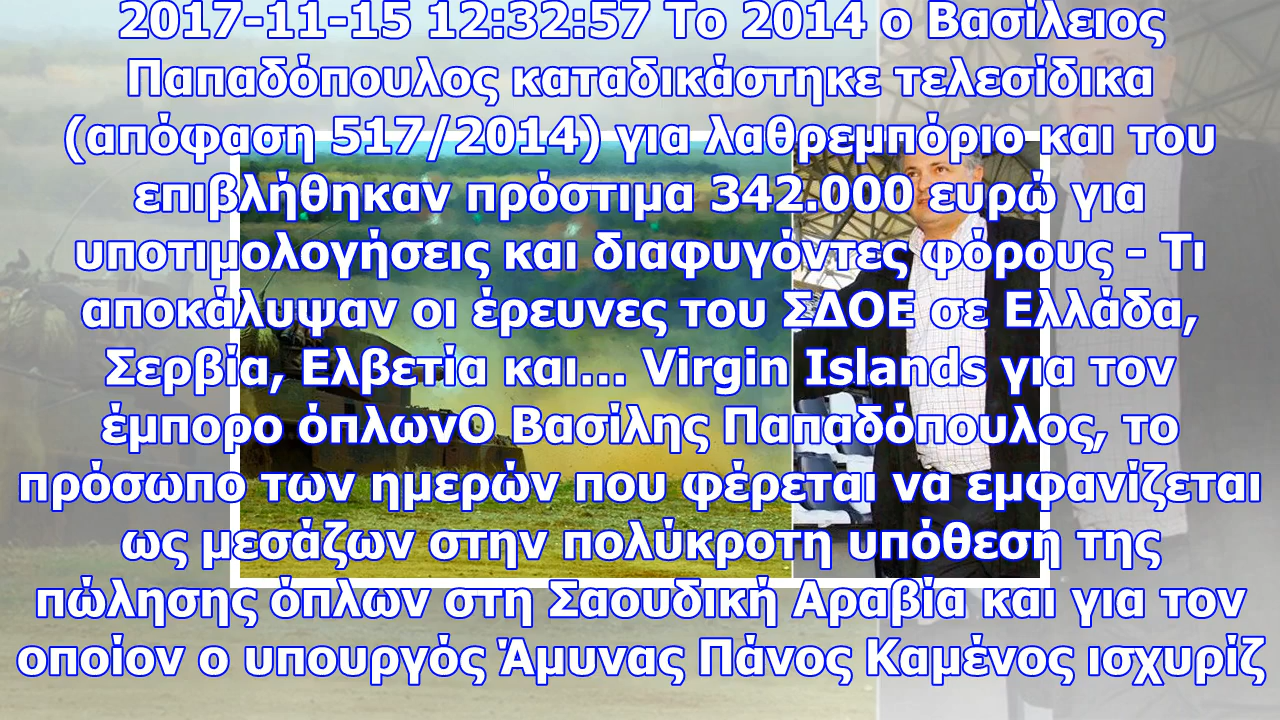 2017-11-15 12:32:57 Το 2014 ο Βασίλειος
Παπαδόπουλος καταδικάστηκε τελεσίδικα
(απόφαση 517/2014) για λαθρεμπόριο και του
επιβλήθηκαν πρόστιμα 342.000 ευρώ για
υποτιμολογήσεις και διαφυγόντες φόρους - Τι
αποκάλυψαν οι έρευνες του ΣΔΟΕ σε Ελλάδα,
Σερβία, Ελβετία και... Virgin Islands για τον
έμπορο όπλωνΟ Βασίλης Παπαδόπουλος, το
πρόσωπο των ημερών που φέρεται να εμφανίζεται
ως μεσάζων στην πολύκροτη υπόθεση της
πώλησης όπλων στη Σαουδική Αραβία και για τον
οποίον ο υπουργός Άμυνας Πάνος Καμένος ισχυρίζ